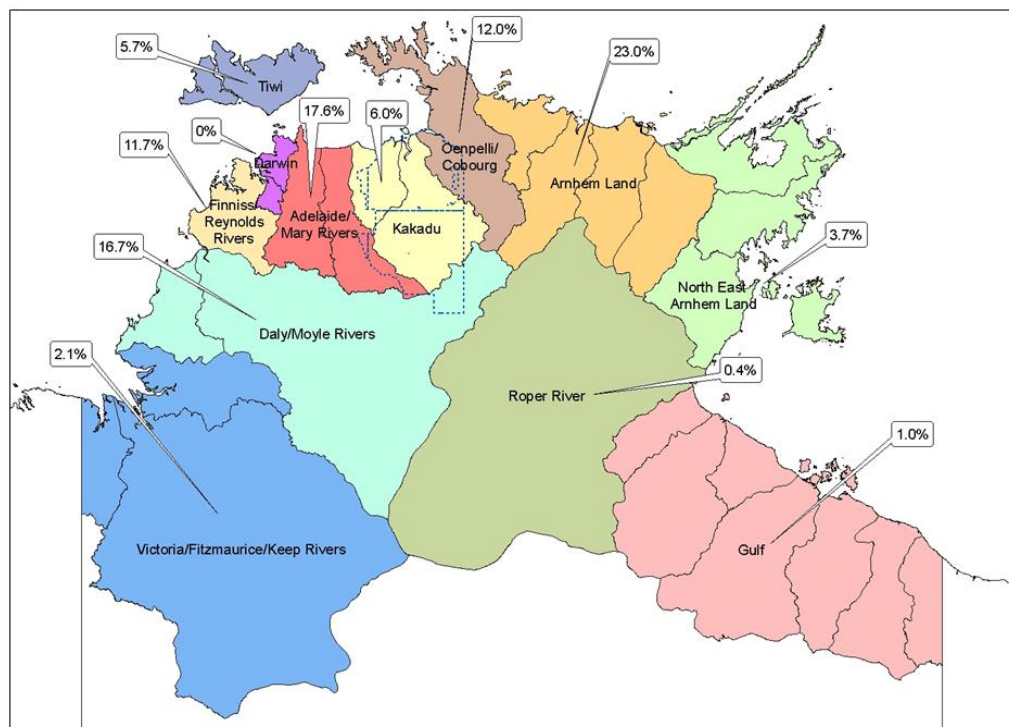 12.0%
5.7%
23.0%
Tiwi
17.6%
6.0%
0%
11.7%
Darwin
Oenpelli/
Cobourg
Arnhem Land
Finniss/
Reynolds
Rivers
Adelaide/
Mary Rivers
Kakadu
3.7%
16.7%
North East
Arnhem Land
Daly/Moyle Rivers
2.1%
0.4%
Roper River
1.0%
Victoria/Fitzmaurice/Keep Rivers
Gulf